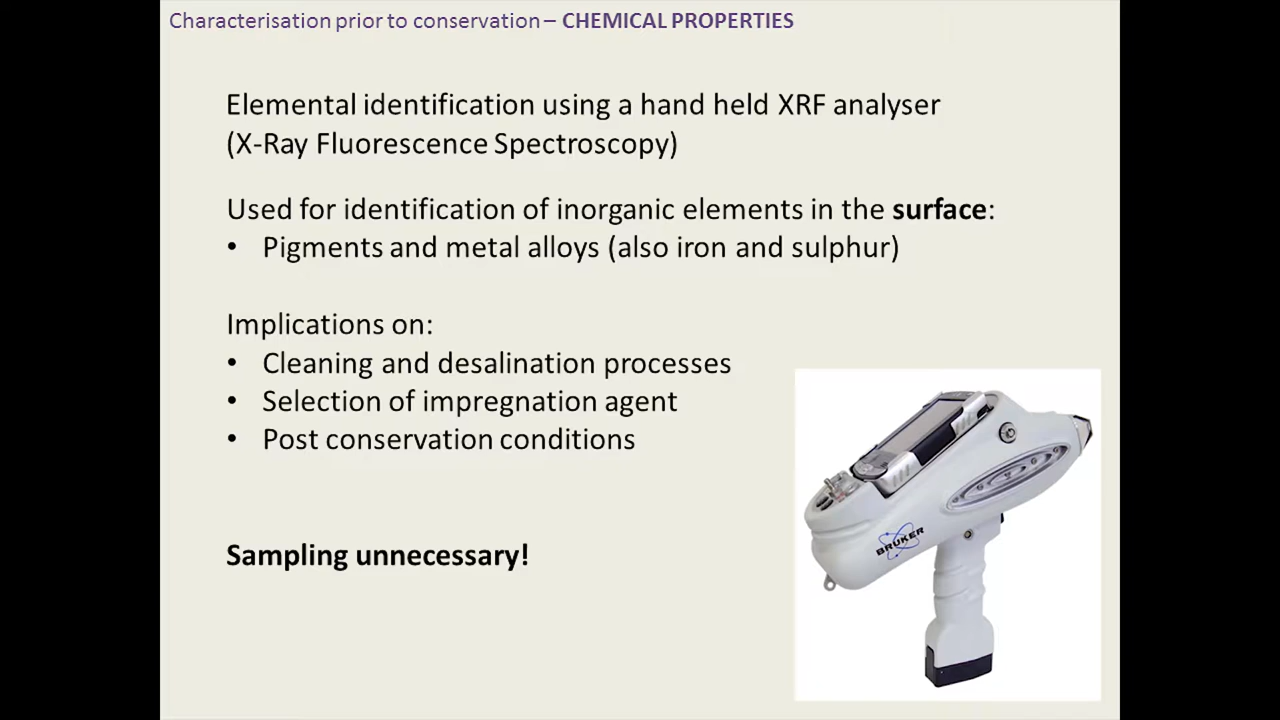 Characterisation prior to conservation – CHEMICAL PROPERTIES
Elemental identification using a hand held XRF analyser
(X-Ray Fluorescence Spectroscopy)
Used for identification of inorganic elements in the surface:
• Pigments and metal alloys (also iron and sulphur)
Implications on:
• Cleaning and desalination processes
• Selection of impregnation agent
• Post conservation conditions
Sampling unnecessary!
BRUKER